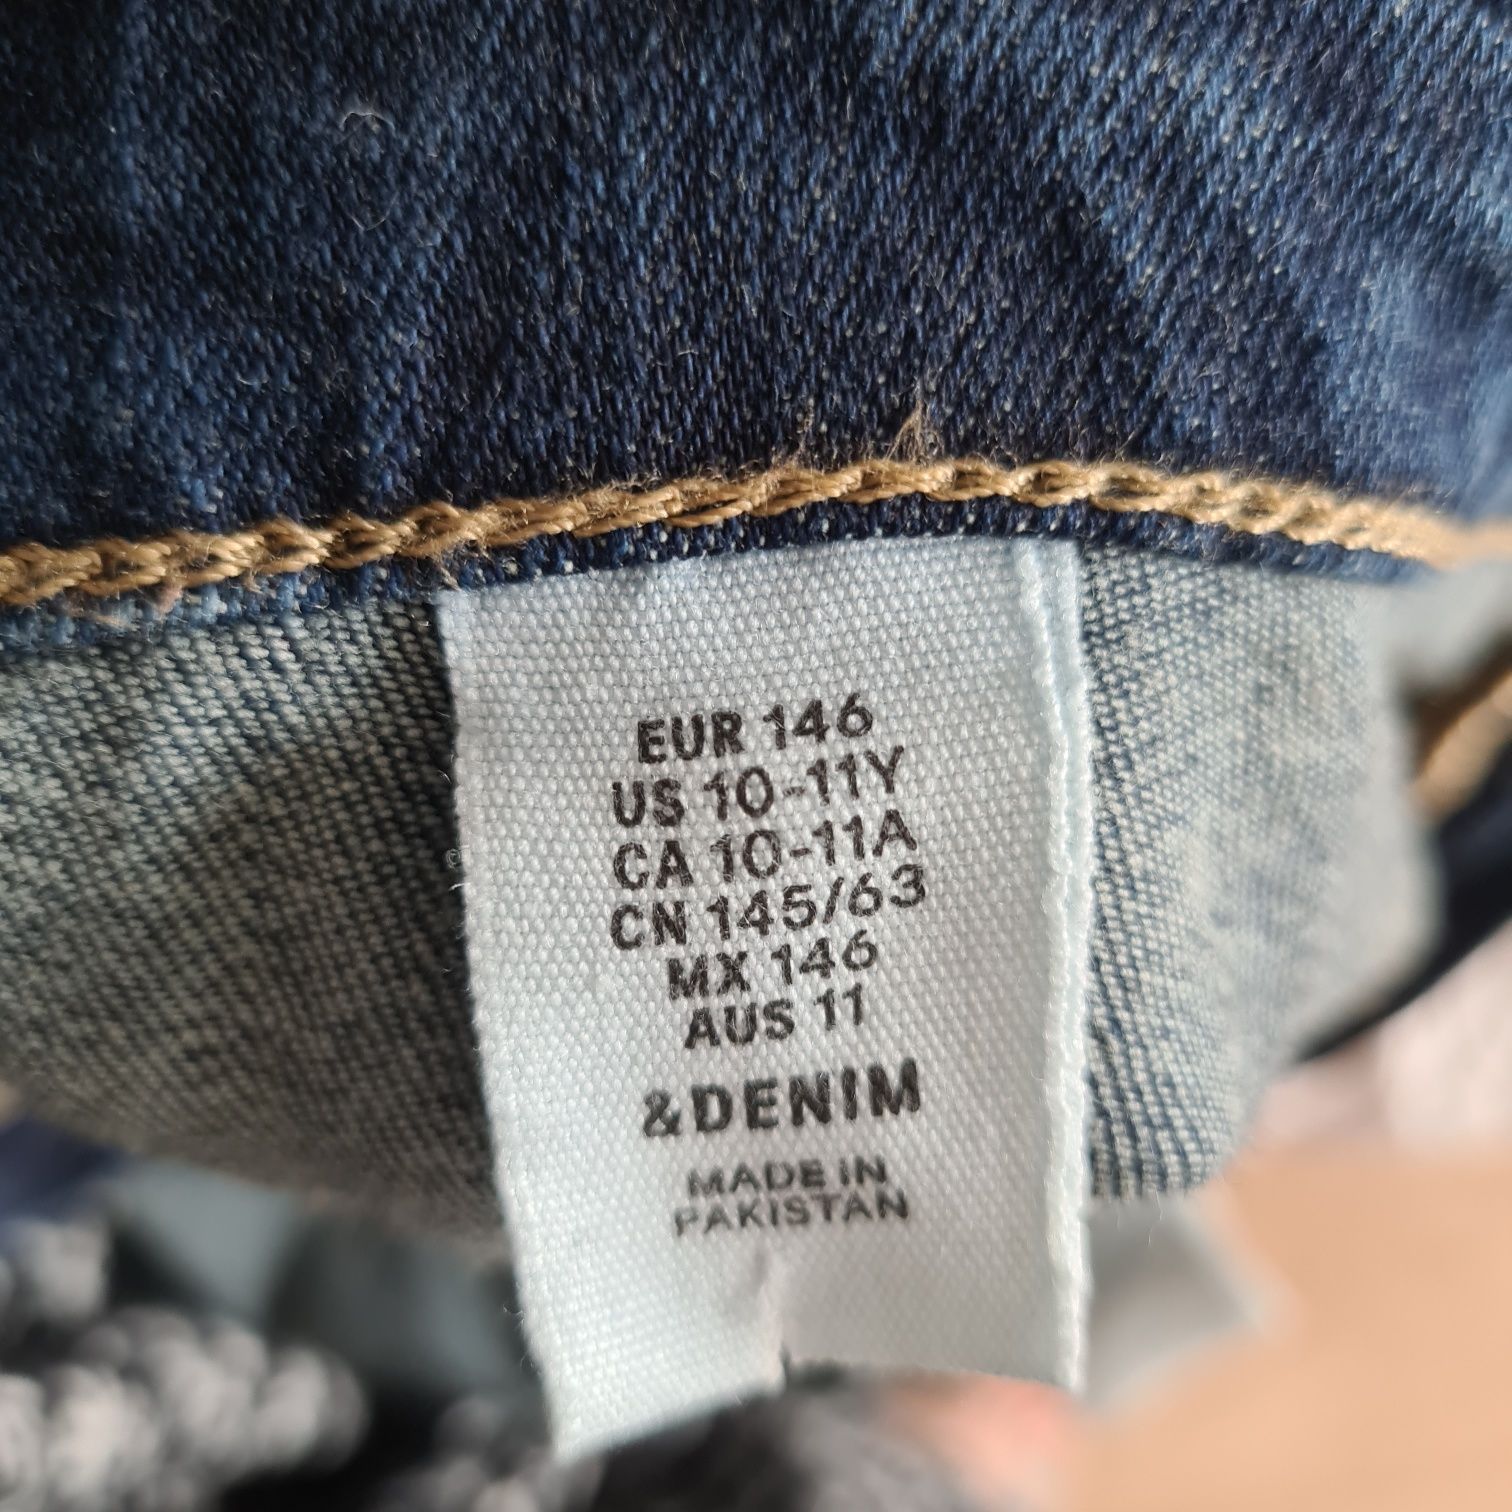 EUR 146
US 10-11Y
CA 10-11A
CN 145/63
MX 146
AUS 11
&DENIM
MADE IN
PAKISTAN